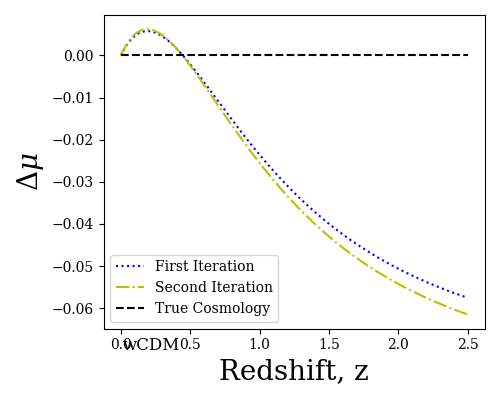 0.00
−0.01
−0.02
−0.03
−0.04
−0.05
−0.06
Δμ
First Iteration
Second Iteration
True Cosmology
0.0 0.5 1.0 1.5 2.0 2.5
wCDM
Redshift, z